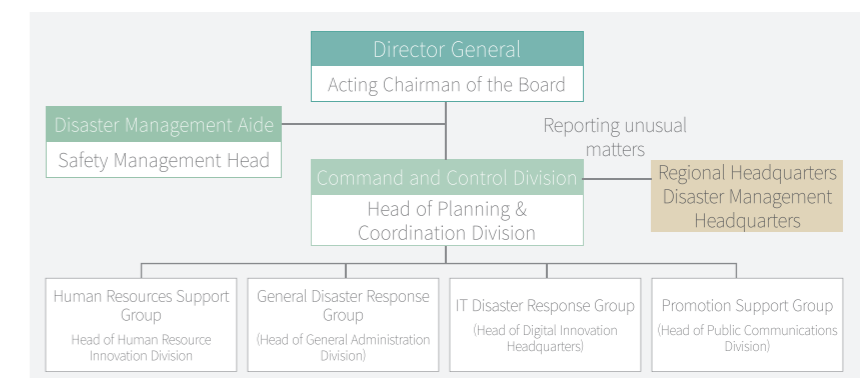 Director General
Acting Chairman of the Board
Disaster Management Aide
Safety Management Head
Reporting unusual
matters
Command and Control Division
Head of Planning &
Coordination Division
Regional Headquarters
Disaster Management
Headquarters
Human Resources Support
Group
Head of Human Resource
Innovation Division
General Disaster Response
Group
(Head of General Administration
Division)
IT Disaster Response Group
(Head of Digital Innovation
Headquarters)
Promotion Support Group
(Head of Public Communications
Division)